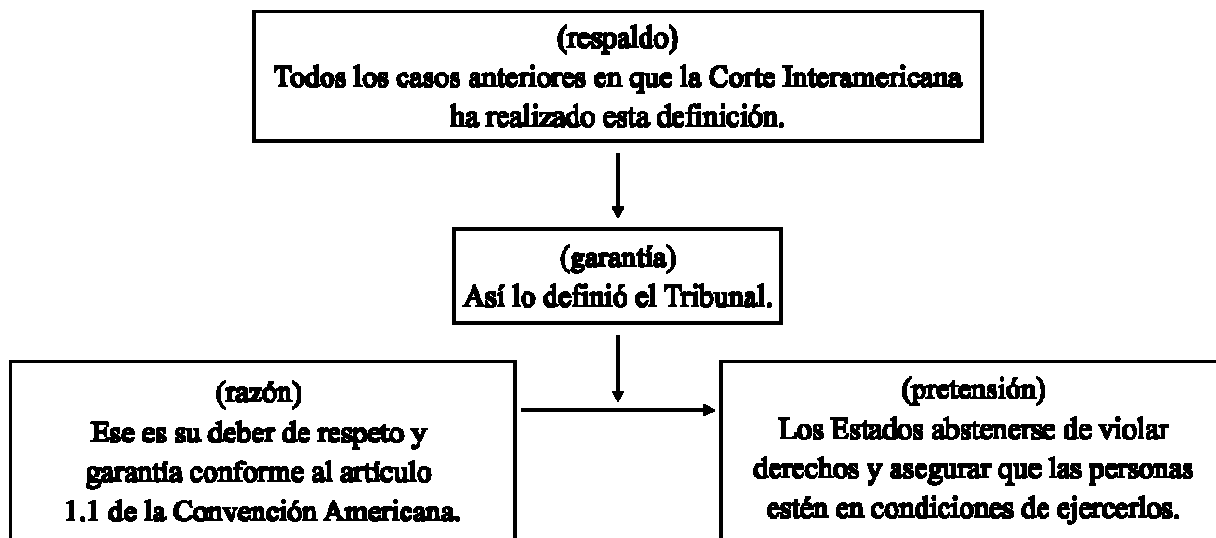 (respaldo)
Todos los casos anteriores en que la Corte Interamericana
ha realizado esta definición.
(garantía)
Así lo definió el Tribunal.
(razón)
Ese es su deber de respeto y
garantía conforme al artículo
1.1 de la Convención Americana.
(pretensión)
Los Estados abstenerse de violar
derechos y asegurar que las personas
estén en condiciones de ejercerlos.